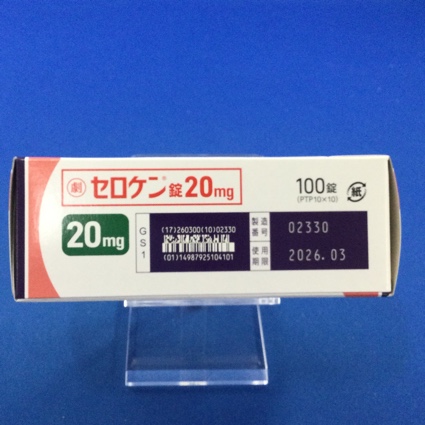 劇 セロケン®錠20mg
100錠
(PTP10×10)
紙
20mg
GS1
(17)260300(10)02330
(01)14987925104101
製造番号 02330
使用期限 2026.03